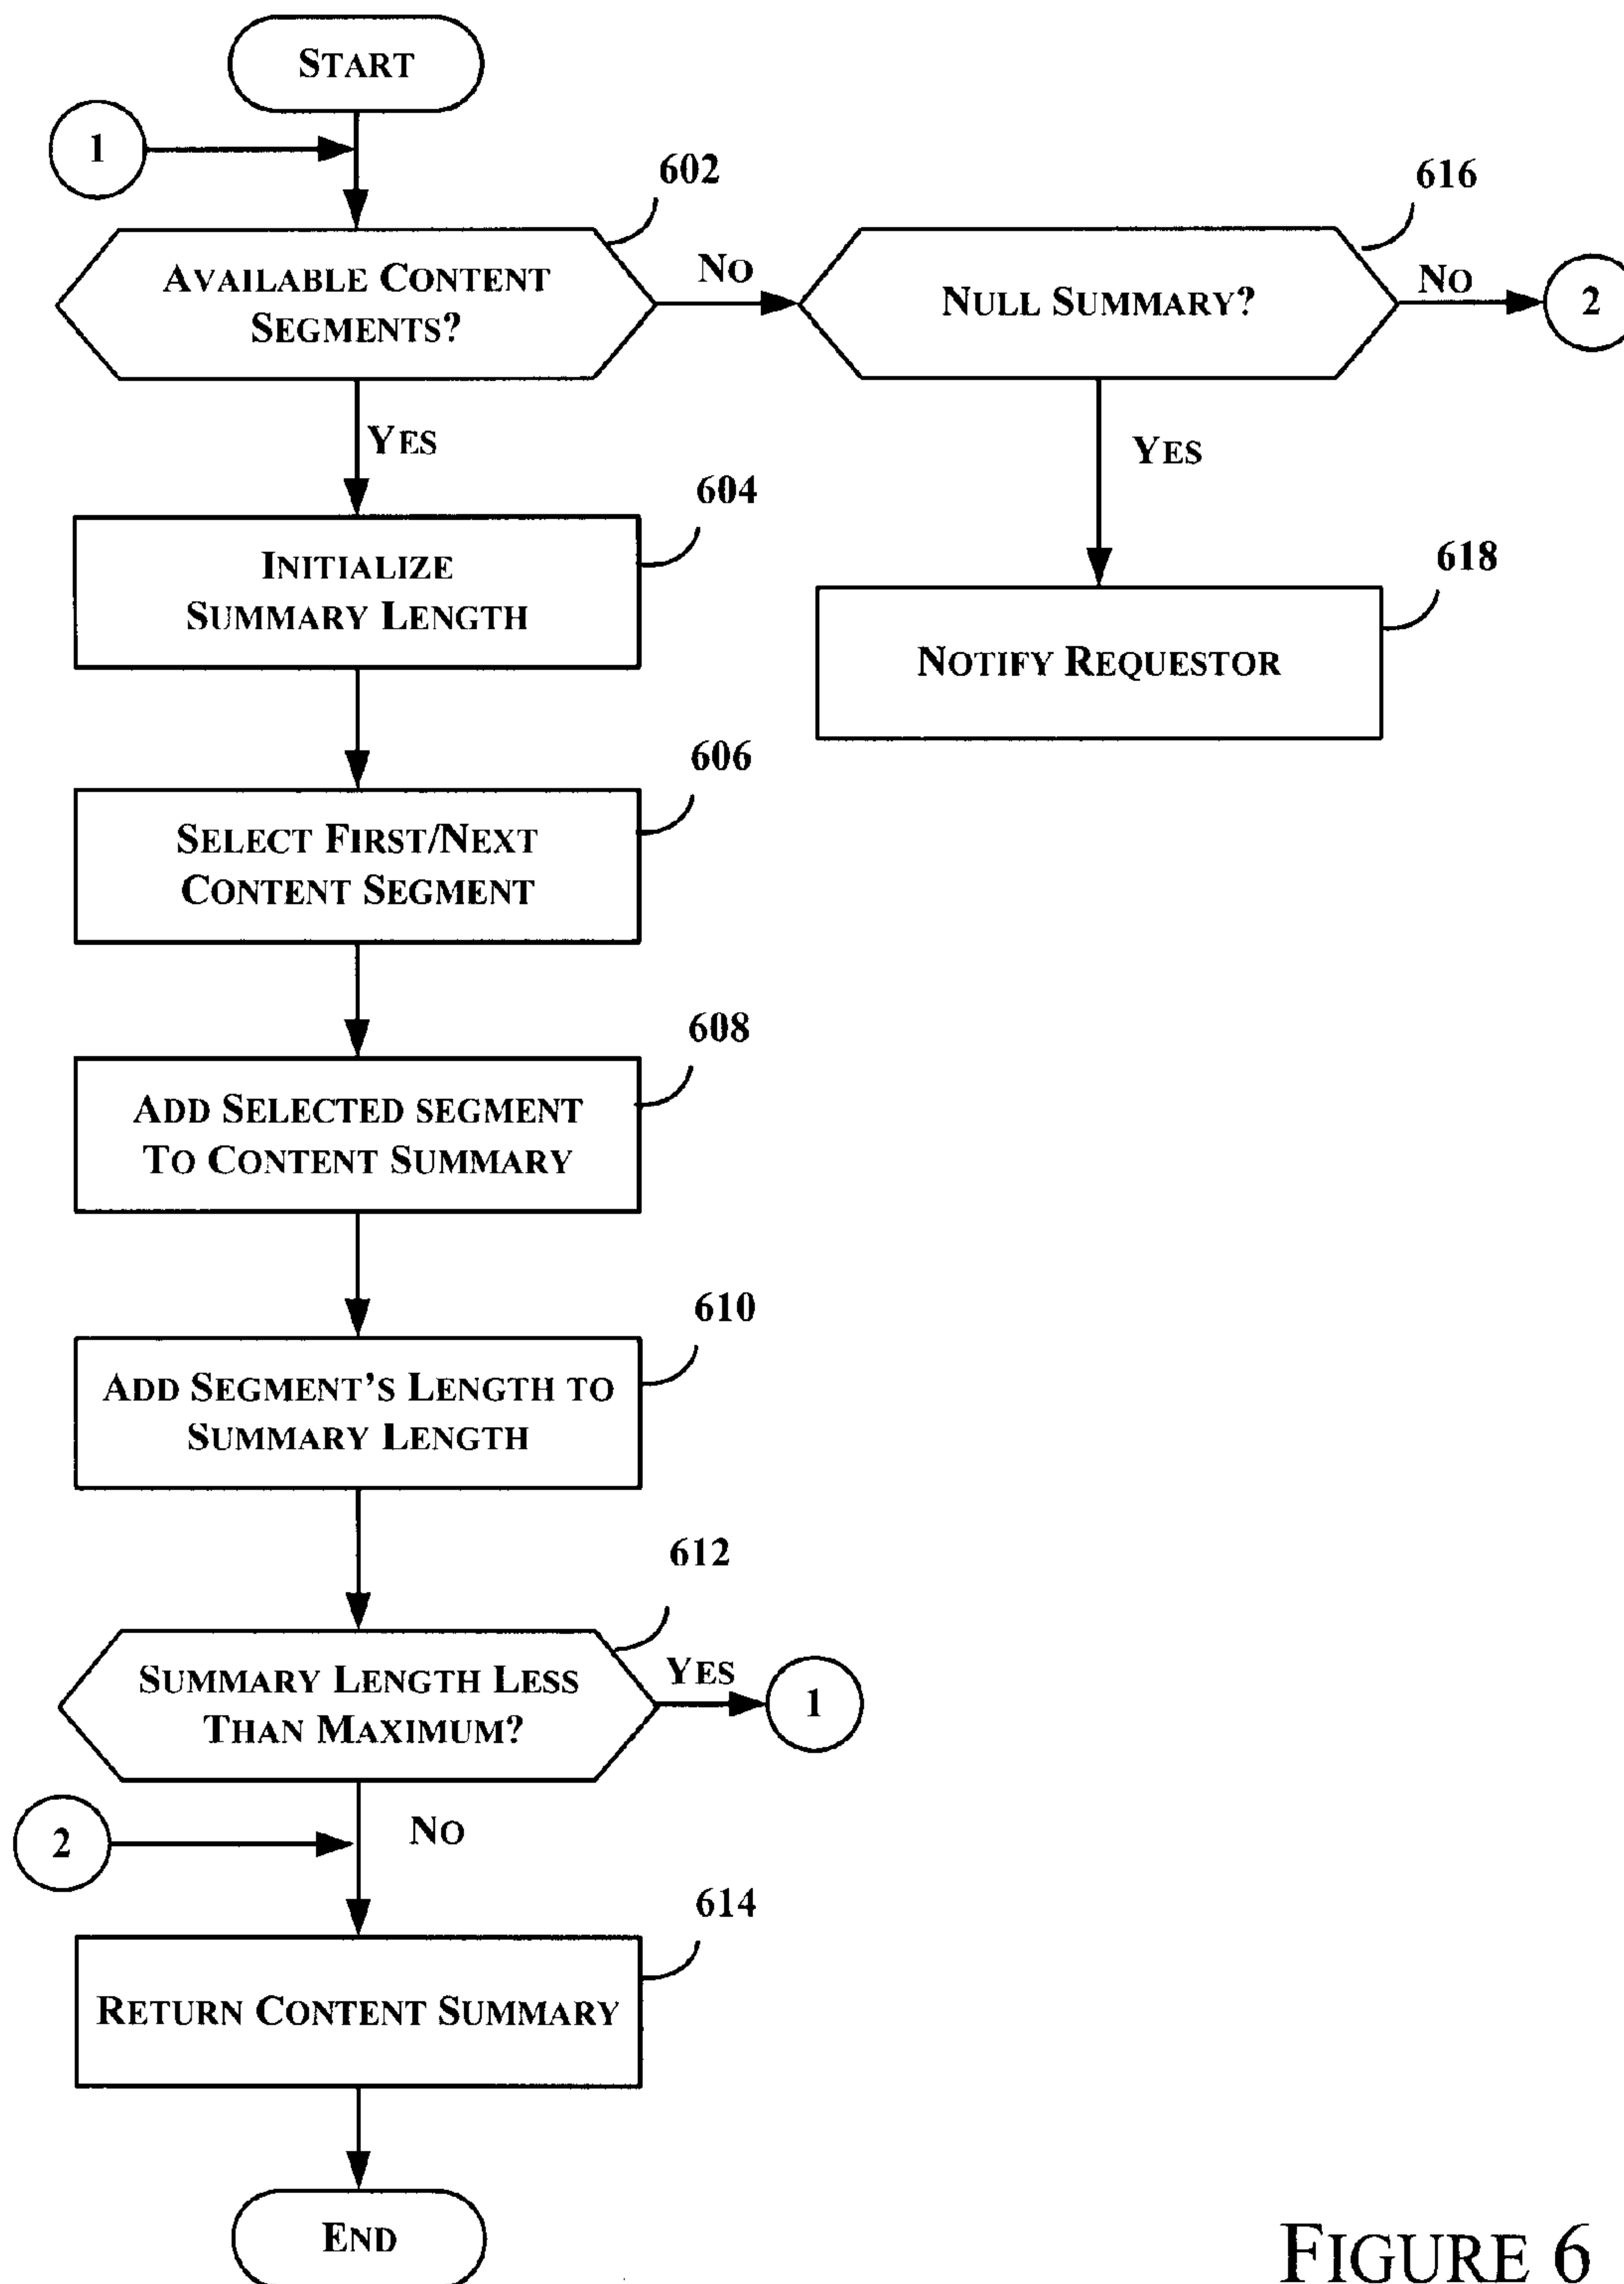 START
1
602
616
AVAILABLE CONTENT
SEGMENTS?
NO
NULL SUMMARY?
NO
2
YES
YES
604
INITIALIZE
SUMMARY LENGTH
618
NOTIFY REQUESTOR
606
SELECT FIRST/NEXT
CONTENT SEGMENT
608
ADD SELECTED SEGMENT
TO CONTENT SUMMARY
610
ADD SEGMENT'S LENGTH TO
SUMMARY LENGTH
612
SUMMARY LENGTH LESS
THAN MAXIMUM?
YES
1
2
NO
614
RETURN CONTENT SUMMARY
END
FIGURE 6